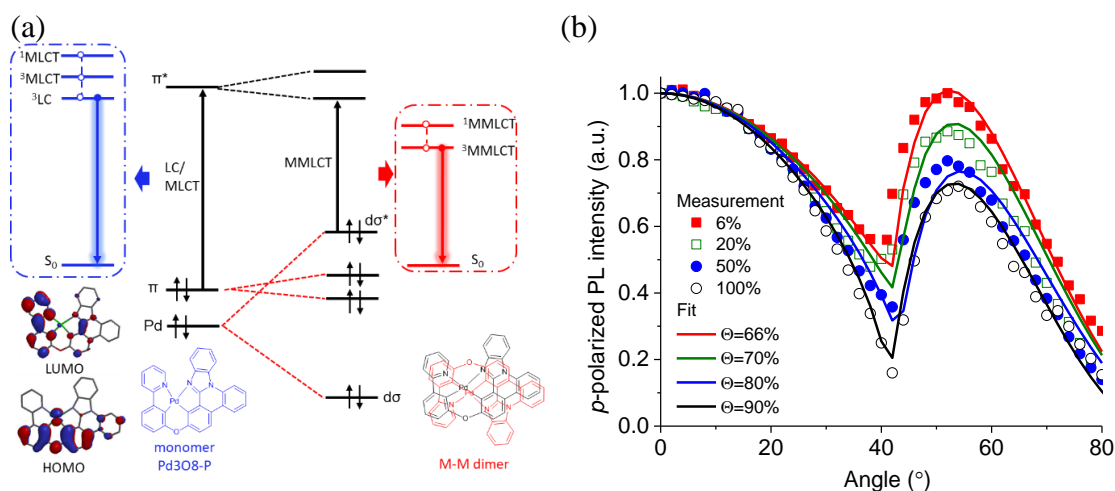 (a)
¹MLCT
³MLCT
³LC
S₀
LUMO
HOMO
π*
LC/
MLCT
π
Pd
MMLCT
dσ*
dσ
¹MMLCT
³MMLCT
S₀
N
N
Pd
N
O
monomer
Pd3O8-P
O
N
N
Pd
Pd
N
N
O
M-M dimer
(b)
p-polarized PL intensity (a.u.)
1.0
0.8
0.6
0.4
0.2
0.0
Measurement
6%
20%
50%
100%
Fit
Θ=66%
Θ=70%
Θ=80%
Θ=90%
0 20 40 60 80
Angle (°)